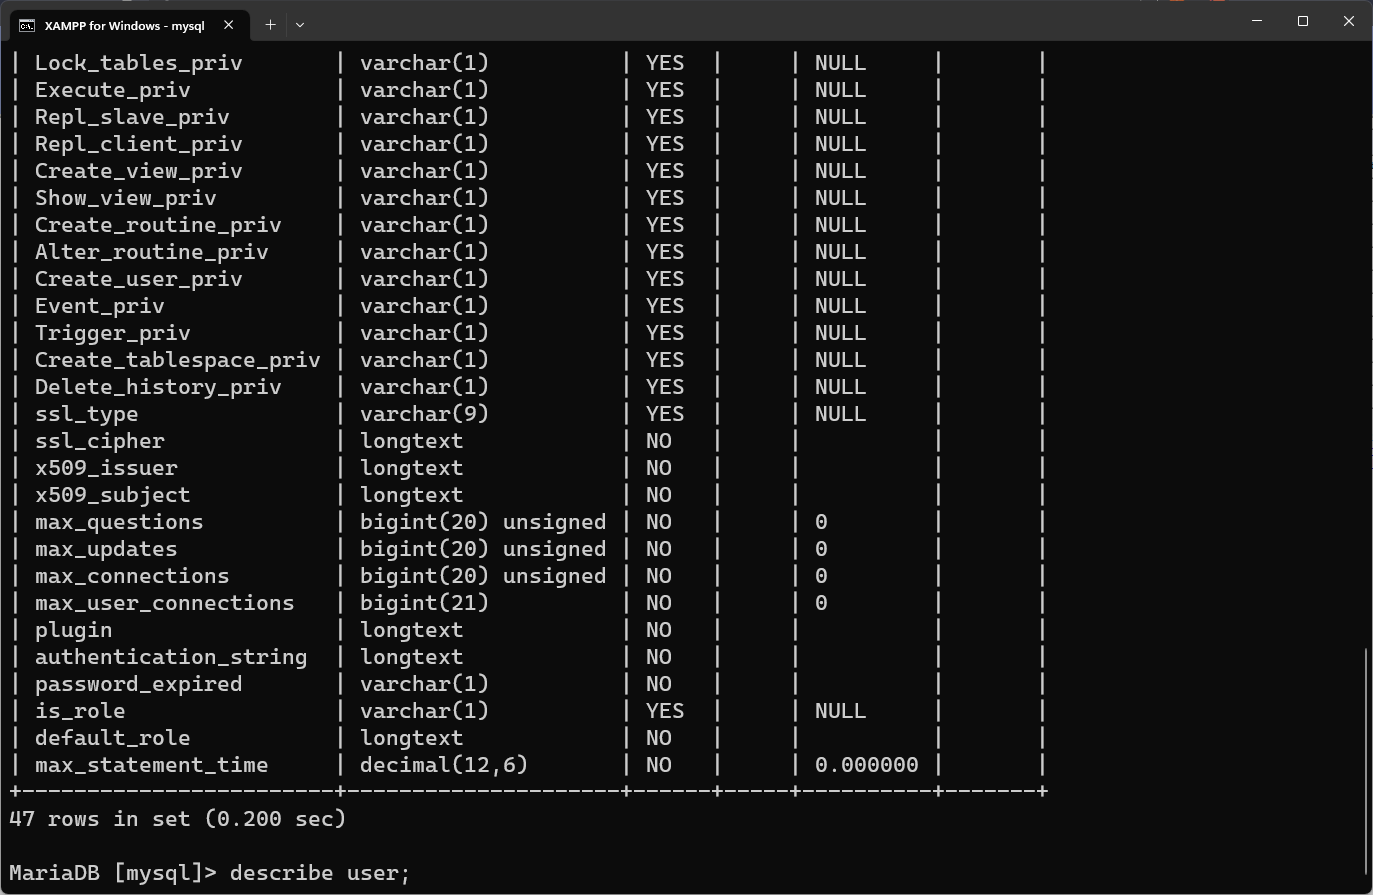 XAMPP for Windows - mysql
| Lock_tables_priv       | varchar(1)          | YES  |     | NULL     |       |
| Execute_priv           | varchar(1)          | YES  |     | NULL     |       |
| Repl_slave_priv        | varchar(1)          | YES  |     | NULL     |       |
| Repl_client_priv       | varchar(1)          | YES  |     | NULL     |       |
| Create_view_priv       | varchar(1)          | YES  |     | NULL     |       |
| Show_view_priv         | varchar(1)          | YES  |     | NULL     |       |
| Create_routine_priv    | varchar(1)          | YES  |     | NULL     |       |
| Alter_routine_priv     | varchar(1)          | YES  |     | NULL     |       |
| Create_user_priv       | varchar(1)          | YES  |     | NULL     |       |
| Event_priv             | varchar(1)          | YES  |     | NULL     |       |
| Trigger_priv           | varchar(1)          | YES  |     | NULL     |       |
| Create_tablespace_priv | varchar(1)          | YES  |     | NULL     |       |
| Delete_history_priv    | varchar(1)          | YES  |     | NULL     |       |
| ssl_type               | varchar(9)          | YES  |     | NULL     |       |
| ssl_cipher             | longtext            | NO   |     |          |       |
| x509_issuer            | longtext            | NO   |     |          |       |
| x509_subject           | longtext            | NO   |     |          |       |
| max_questions          | bigint(20) unsigned | NO   |     | 0        |       |
| max_updates            | bigint(20) unsigned | NO   |     | 0        |       |
| max_connections        | bigint(20) unsigned | NO   |     | 0        |       |
| max_user_connections   | bigint(21)          | NO   |     | 0        |       |
| plugin                 | longtext            | NO   |     |          |       |
| authentication_string  | longtext            | NO   |     |          |       |
| password_expired       | varchar(1)          | NO   |     |          |       |
| is_role                | varchar(1)          | YES  |     | NULL     |       |
| default_role           | longtext            | NO   |     |          |       |
| max_statement_time     | decimal(12,6)       | NO   |     | 0.000000 |       |
+------------------------+---------------------+------+-----+----------+-------+
47 rows in set (0.200 sec)
MariaDB [mysql]> describe user;